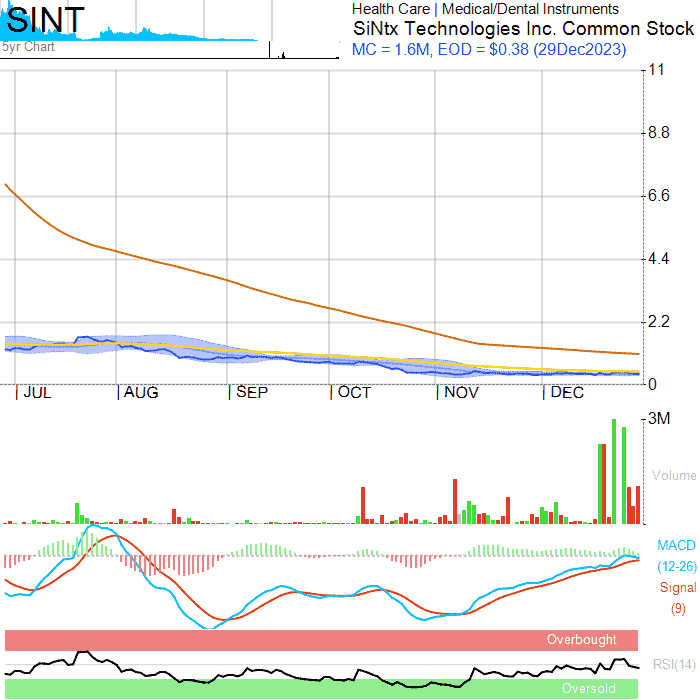 SINT
5yr Chart
Health Care | Medical/Dental Instruments
SiNtx Technologies Inc. Common Stock
MC = 1.6M, EOD = $0.38 (29Dec2023)
11
8.8
6.6
4.4
2.2
0
JUL AUG SEP OCT NOV DEC
3M
Volume
MACD
(12-26)
Signal
(9)
Overbought
RSI(14)
Oversold